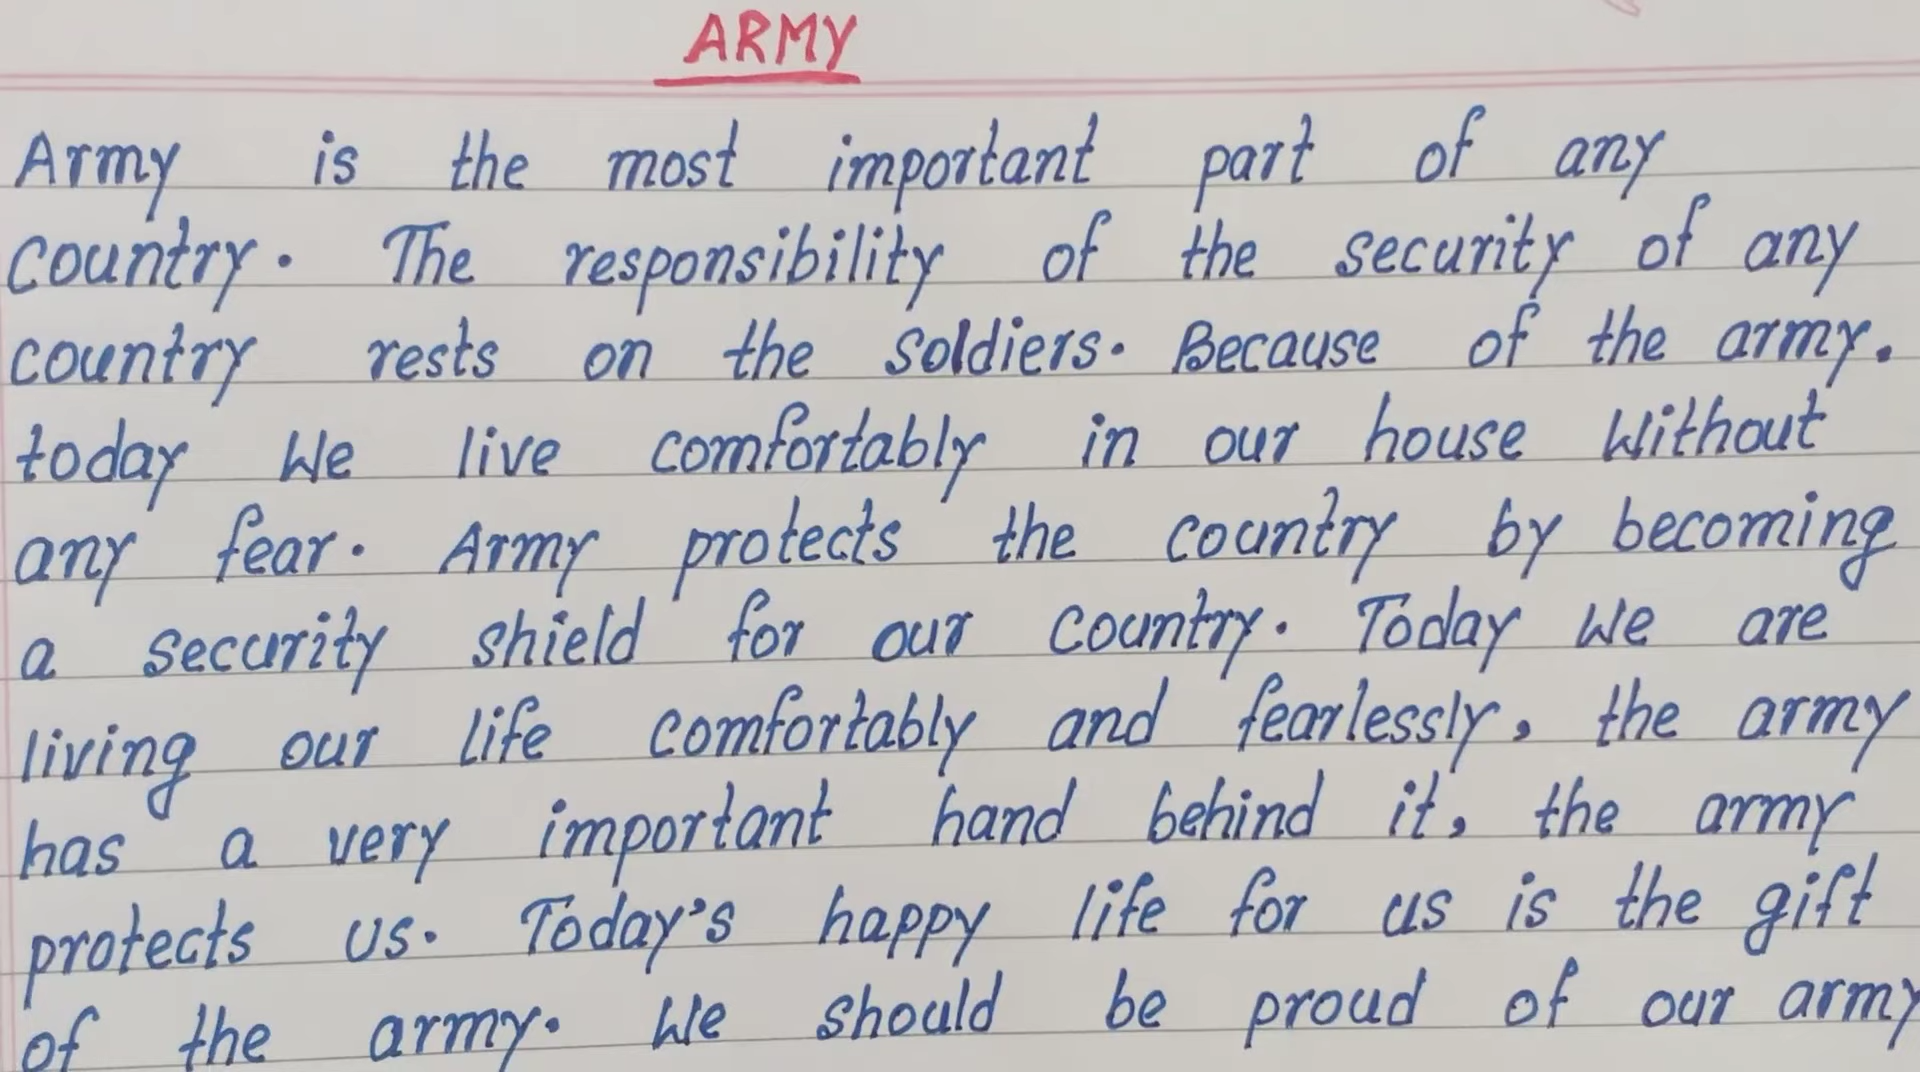 ARMY
Army is the most important part of any
country. The responsibility of the security of any
country rests on the soldiers. Because of the army.
today we live comfortably in our house without
any fear. Army protects the country by becoming
a security shield for our country. Today we are
living our life comfortably and fearlessly, the army
has a very important hand behind it, the army
protects us. Today's happy life for us is the gift
of the army. We should be proud of our army